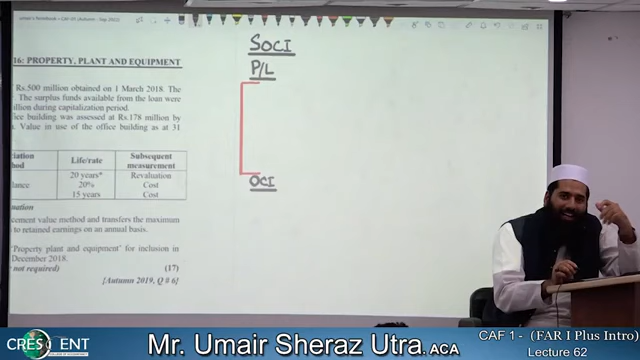 16: PROPERTY, PLANT AND EQUIPMENT
Rs.500 million obtained on 1 March 2018. The
The surplus funds available from the loan were
illion during capitalization period.
fice building was assessed at Rs.178 million by
Value in use of the office building as at 31
iation Life/rate Subsequent
hod measurement
20 years* Revaluation
lance 20% Cost
15 years Cost
nation
cement value method and transfers the maximum
to retained earnings on an annual basis.
'Property plant and equipment' for inclusion in
December 2018.
not required) (17)
{Autumn 2019, Q # 6}
SOCI
P/L
OCI
CRESCENT
Mr. Umair Sheraz Utra. ACA
CAF 1 - (FAR I Plus Intro)
Lecture 62